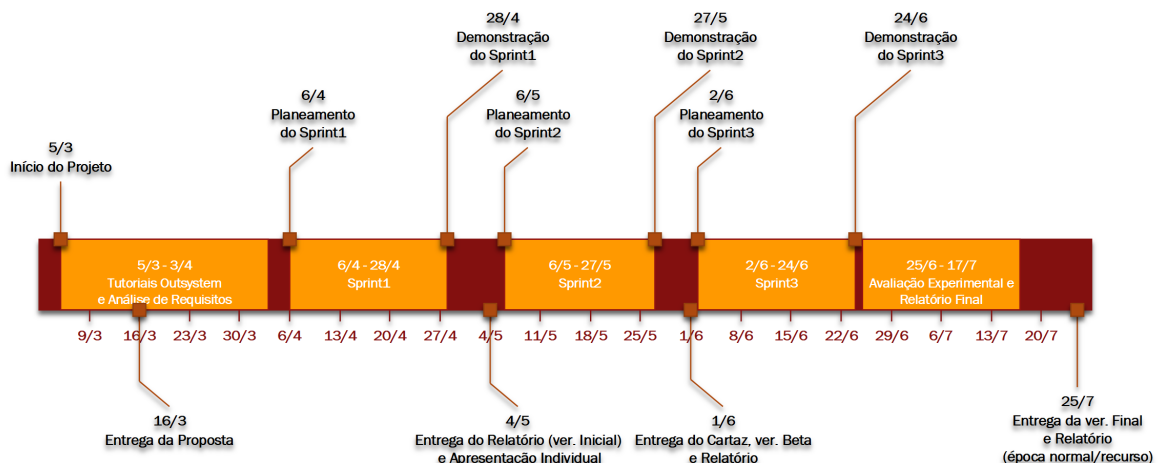 28/4
Demonstração
do Sprint1
27/5
Demonstração
do Sprint2
24/6
Demonstração
do Sprint3
6/4
Planeamento
do Sprint1
6/5
Planeamento
do Sprint2
2/6
Planeamento
do Sprint3
5/3
Início do Projeto
5/3 - 3/4
Tutoriais Outsystem
e Análise de Requisitos
6/4 - 28/4
Sprint1
6/5 - 27/5
Sprint2
2/6 - 24/6
Sprint3
25/6 - 17/7
Avaliação Experimental e
Relatório Final
9/3 16/3 23/3 30/3 6/4 13/4 20/4 27/4 4/5 11/5 18/5 25/5 1/6 8/6 15/6 22/6 29/6 6/7 13/7 20/7
16/3
Entrega da Proposta
4/5
Entrega do Relatório (ver. Inicial)
e Apresentação Individual
1/6
Entrega do Cartaz, ver. Beta
e Relatório
25/7
Entrega da ver. Final
e Relatório
(época normal/recurso)